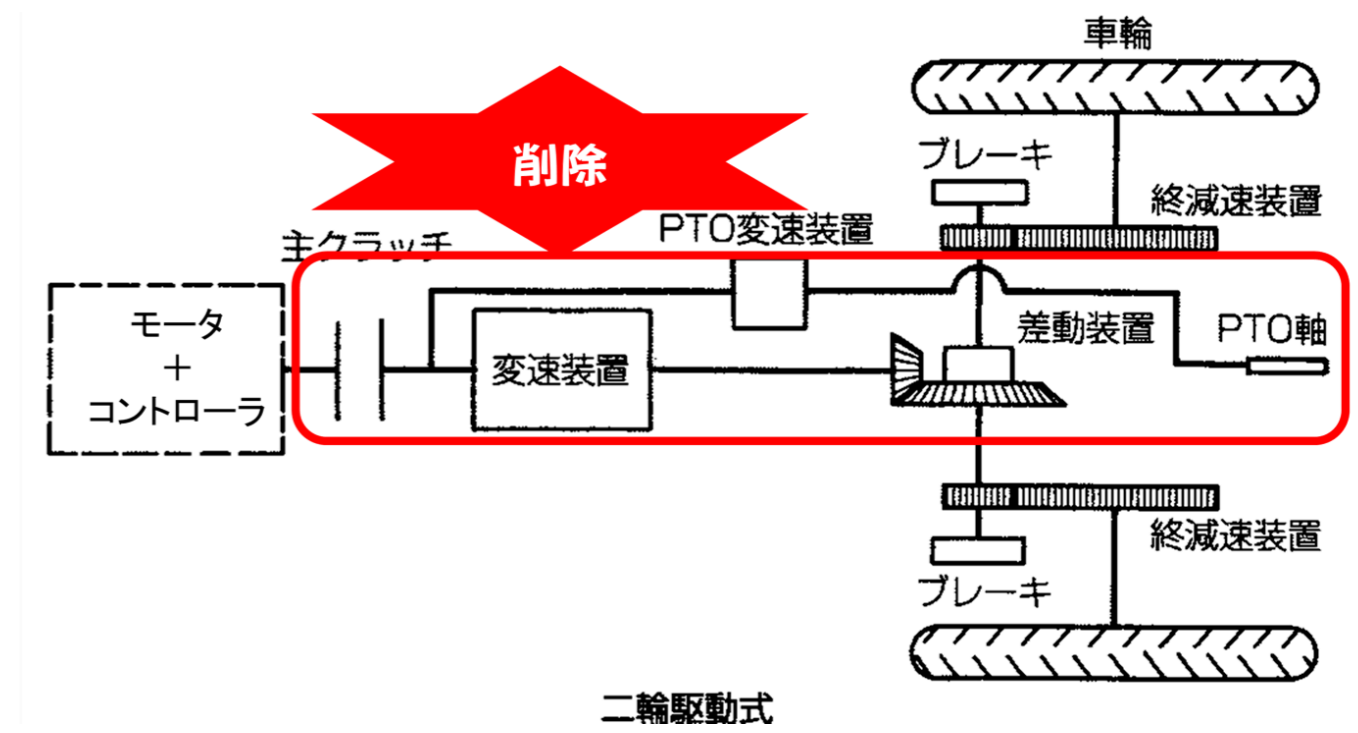 車輪
削除
ブレーキ
終減速装置
PTO変速装置
主クラッチ
モータ
+
コントローラ
変速装置
差動装置
PTO軸
終減速装置
ブレーキ
二輪駆動式